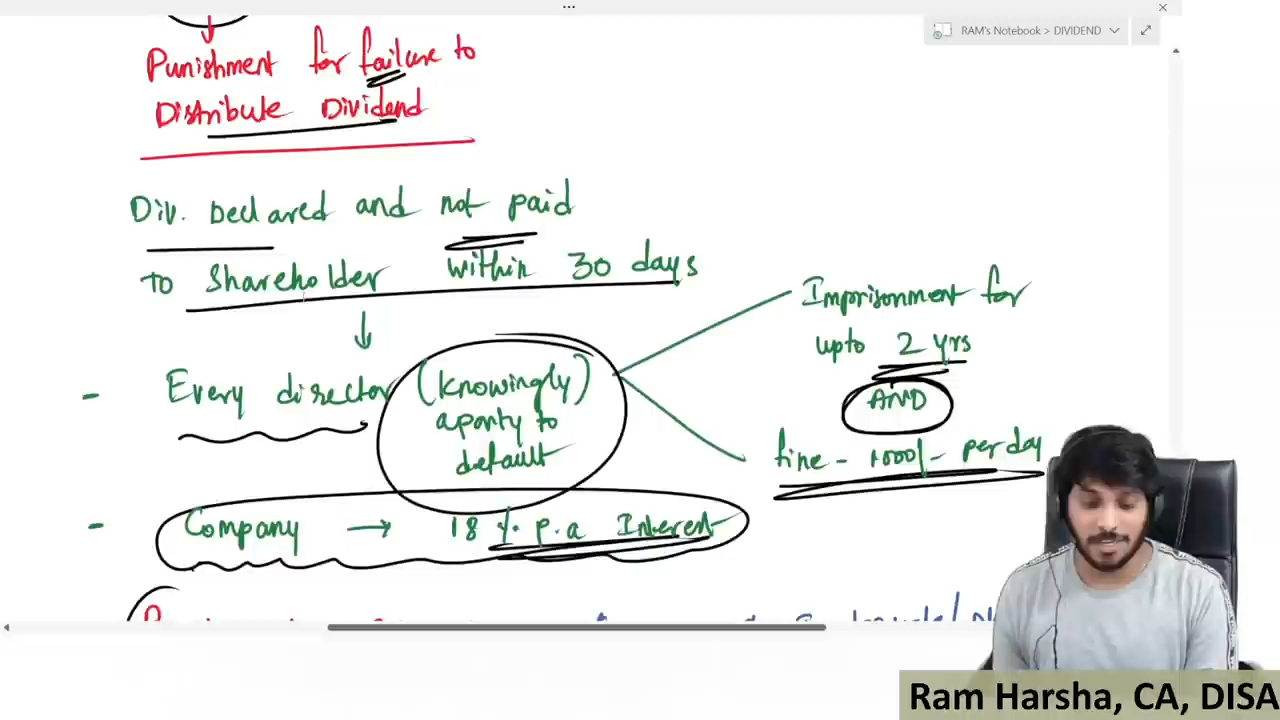 RAM's Notebook > DIVIDEND
Punishment for failure to
Distribute Dividend
Div. Declared and not paid
to Shareholder within 30 days
Imprisonment for
upto 2 yrs
AND
fine - 1000/- per day
- Every director (knowingly)
a party to
default
- Company → 18 %. p.a Interest
Ram Harsha, CA, DISA